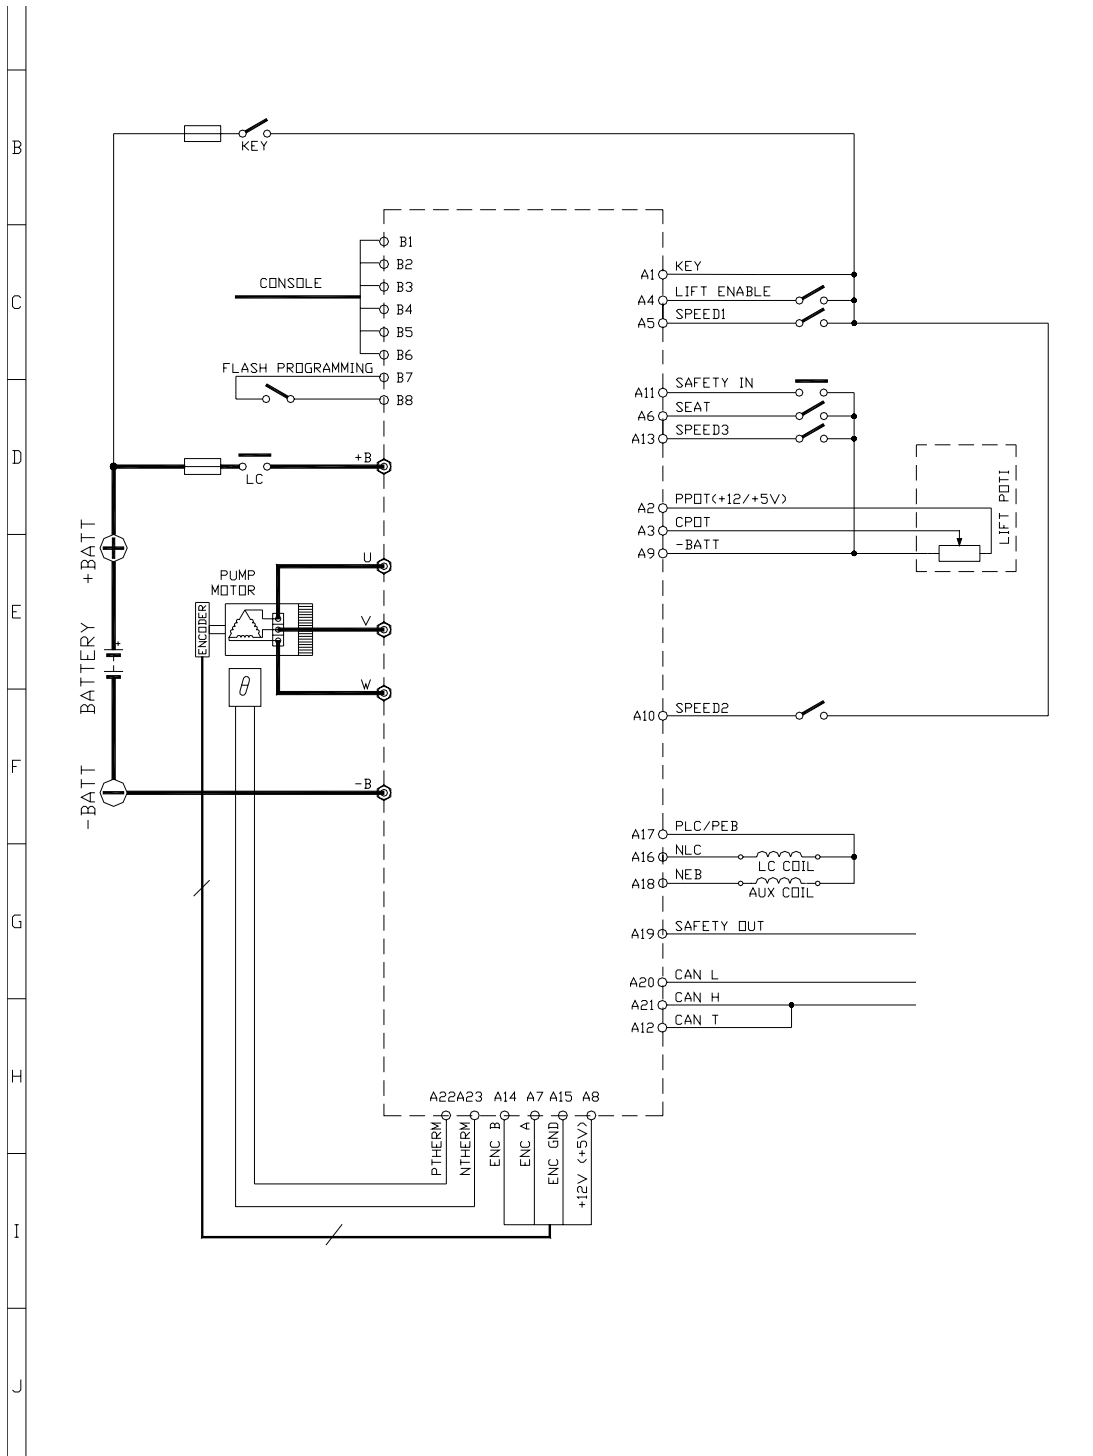 B
KEY
B1
B2
CONSOLE
B3
B4
B5
B6
FLASH PROGRAMMING
B7
B8
C
A1 KEY
A4 LIFT ENABLE
A5 SPEED1
A11 SAFETY IN
A6 SEAT
A13 SPEED3
D
+B
LC
A2 PPOT(+12/+5V)
A3 CPOT
A9 -BATT
LIFT POTI
+BATT
U
PUMP
MOTOR
ENCODER
V
E
BATTERY
+
θ
W
A10 SPEED2
F
-BATT
-B
A17 PLC/PEB
A16 NLC
LC COIL
A18 NEB
AUX COIL
G
A19 SAFETY OUT
A20 CAN L
A21 CAN H
A12 CAN T
H
A22 A23 A14 A7 A15 A8
PTHERM
NTHERM
ENC B
ENC A
ENC GND
+12V (+5V)
I
J